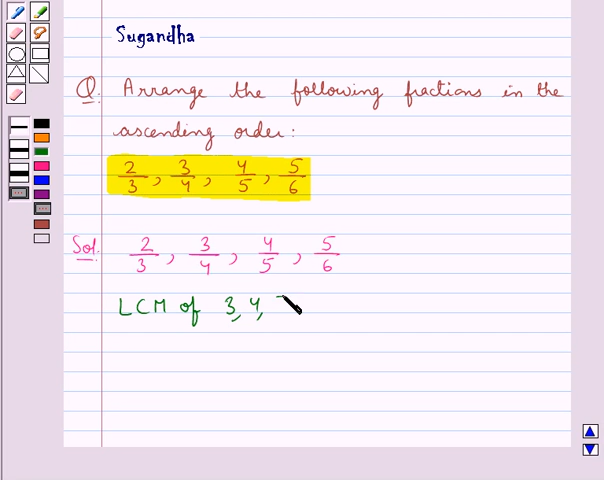 Sugandha
Q. Arrange the following fractions in the
ascending order:
2/3, 3/4, 4/5, 5/6
Sol. 2/3, 3/4, 4/5, 5/6
LCM of 3, 4,